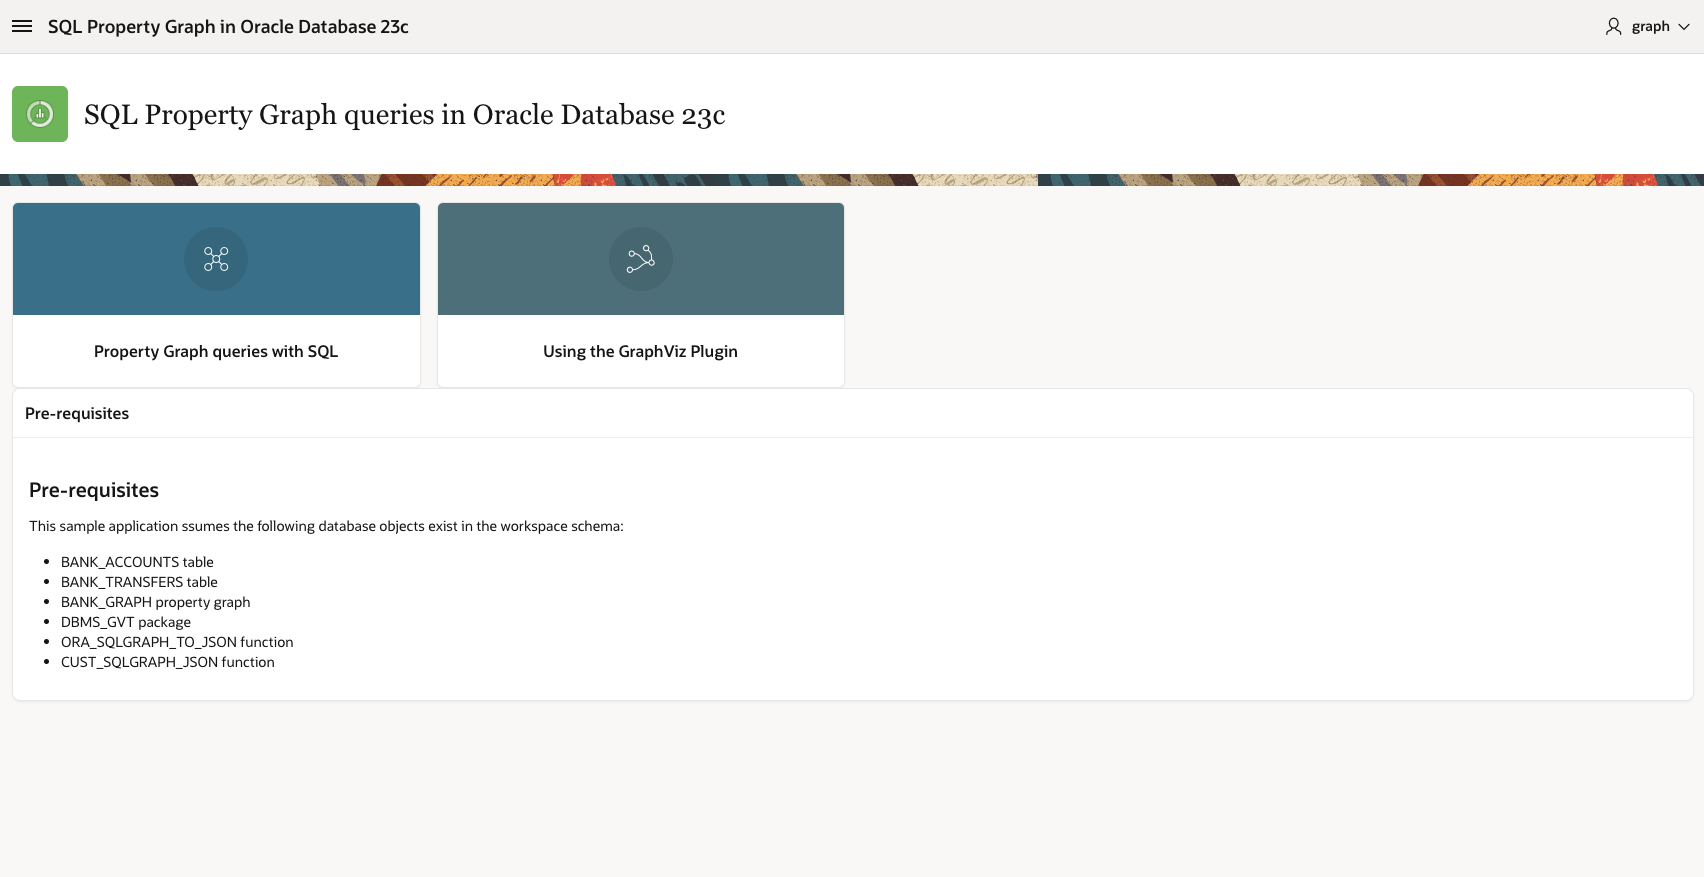 SQL Property Graph in Oracle Database 23c
graph
SQL Property Graph queries in Oracle Database 23c
Property Graph queries with SQL
Using the GraphViz Plugin
Pre-requisites
Pre-requisites
This sample application ssumes the following database objects exist in the workspace schema:
• BANK_ACCOUNTS table
• BANK_TRANSFERS table
• BANK_GRAPH property graph
• DBMS_GVT package
• ORA_SQLGRAPH_TO_JSON function
• CUST_SQLGRAPH_JSON function